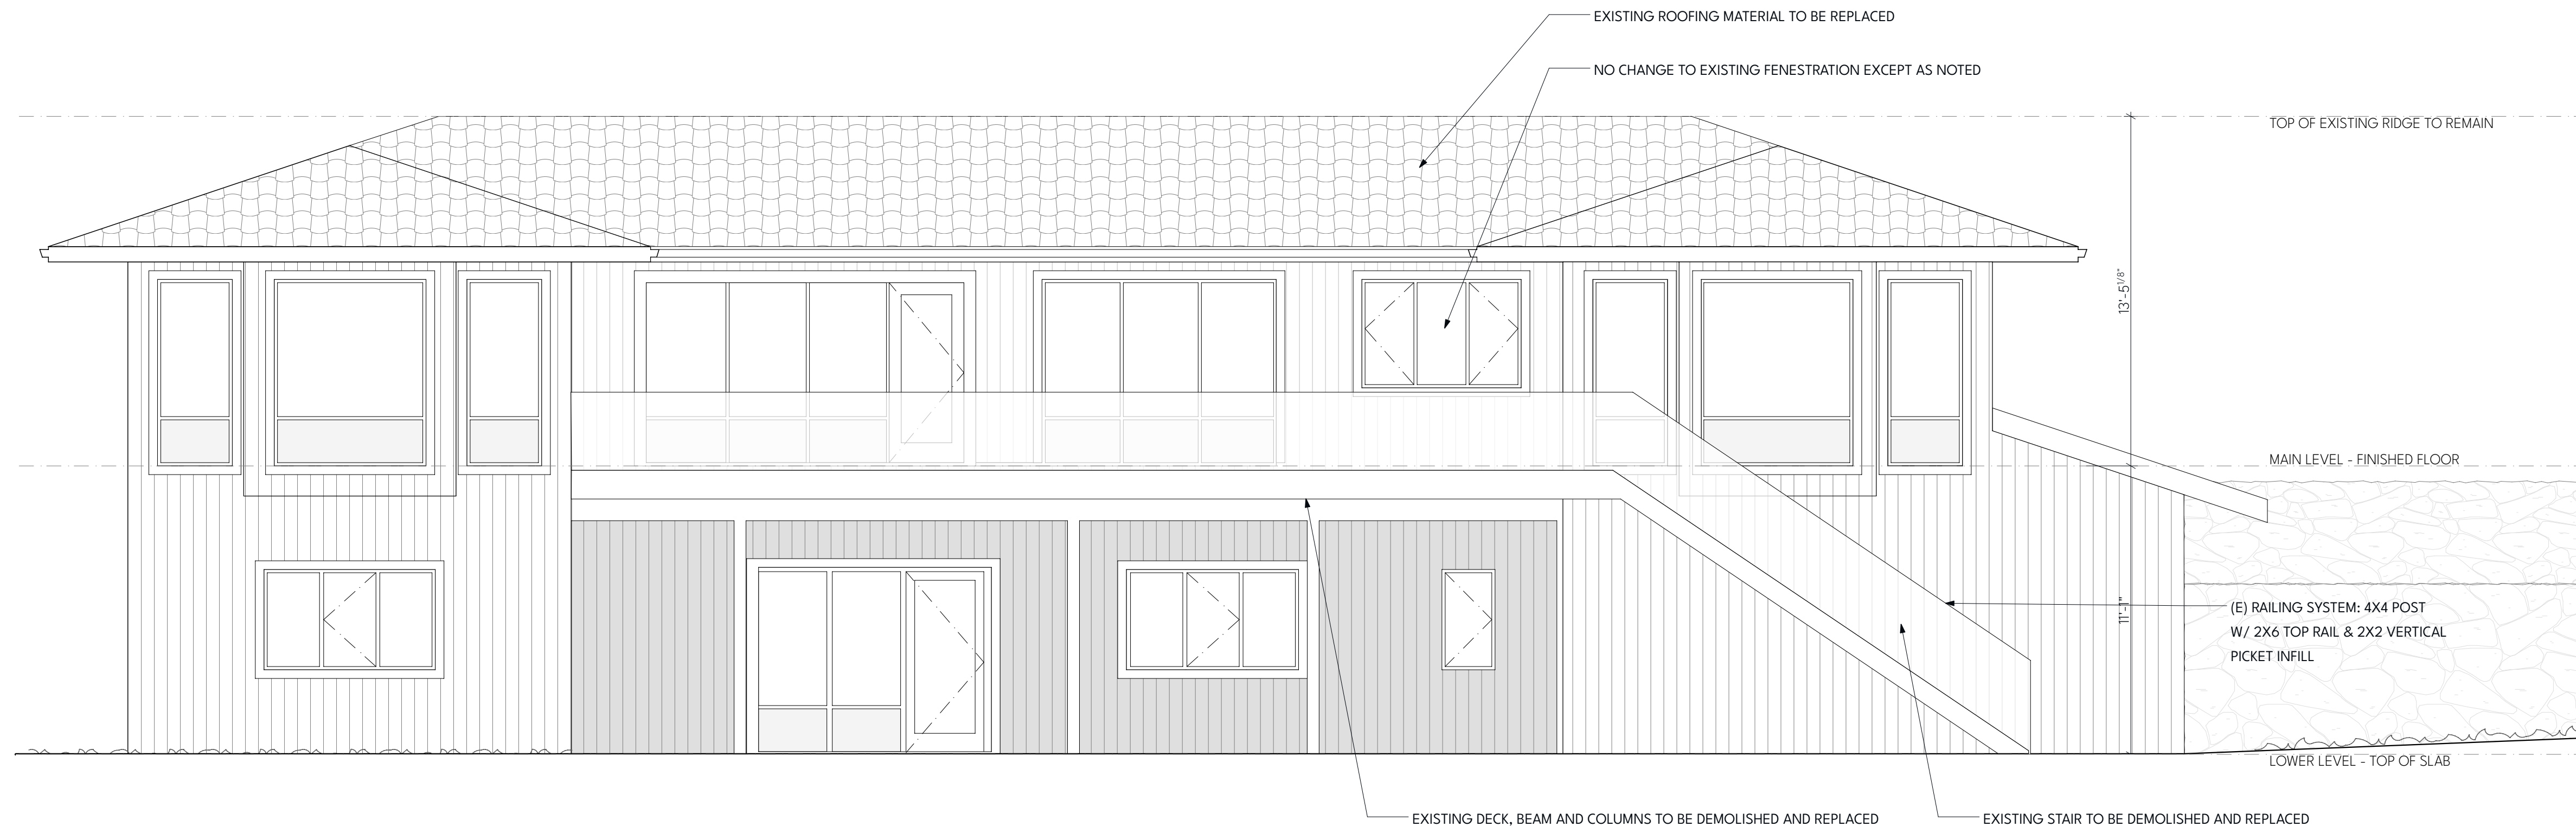 EXISTING ROOFING MATERIAL TO BE REPLACED
NO CHANGE TO EXISTING FENESTRATION EXCEPT AS NOTED
TOP OF EXISTING RIDGE TO REMAIN
13'-5 1/8"
MAIN LEVEL - FINISHED FLOOR
11'-1"
(E) RAILING SYSTEM: 4X4 POST
W/ 2X6 TOP RAIL & 2X2 VERTICAL
PICKET INFILL
LOWER LEVEL - TOP OF SLAB
EXISTING DECK, BEAM AND COLUMNS TO BE DEMOLISHED AND REPLACED
EXISTING STAIR TO BE DEMOLISHED AND REPLACED